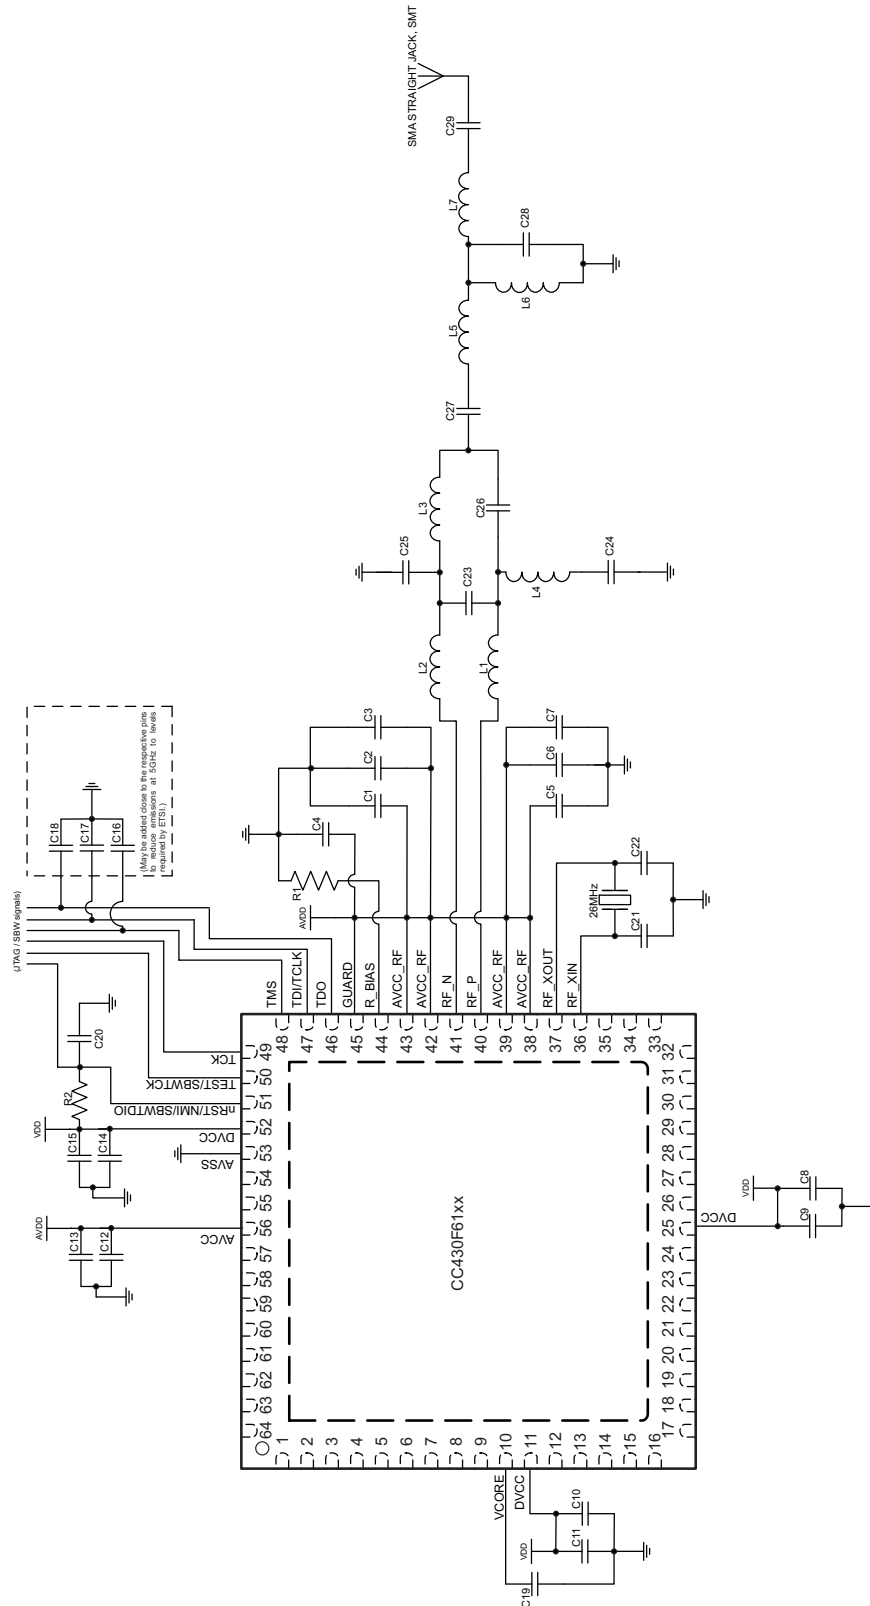 SMA STRAIGHT JACK, SMT
C29
L7
C28
L6
L5
C27
L3
C26
C25
C23
C24
L4
L2
L1
C3
C2
C1
C4
R1
AVDD
C7
C6
C5
C22
C21
26MHz
(JTAG / SBW signals)
C18
C17
C16
(May be added close to the respective pins
to reduce emissions at 5GHz to levels
required by ETSI.)
TMS
TDI/TCLK
TDO
GUARD
R_BIAS
AVCC_RF
AVCC_RF
RF_N
RF_P
AVCC_RF
AVCC_RF
RF_XOUT
RF_XIN
48
47
46
45
44
43
42
41
40
39
38
37
36
35
34
33
C20
R2
VDD
C15
C14
AVDD
C13
C12
TCK
TEST/SBWTCK
nRST/NMI/SBWTDIO
DVCC
AVSS
AVCC
49
50
51
52
53
54
55
56
57
58
59
60
61
62
63
64
CC430F61xx
32
31
30
29
28
27
26
25
24
23
22
21
20
19
18
17
DVCC
VDD
C8
C9
1
2
3
4
5
6
7
8
9
10
11
12
13
14
15
16
VCORE
DVCC
VDD
C10
C11
C19